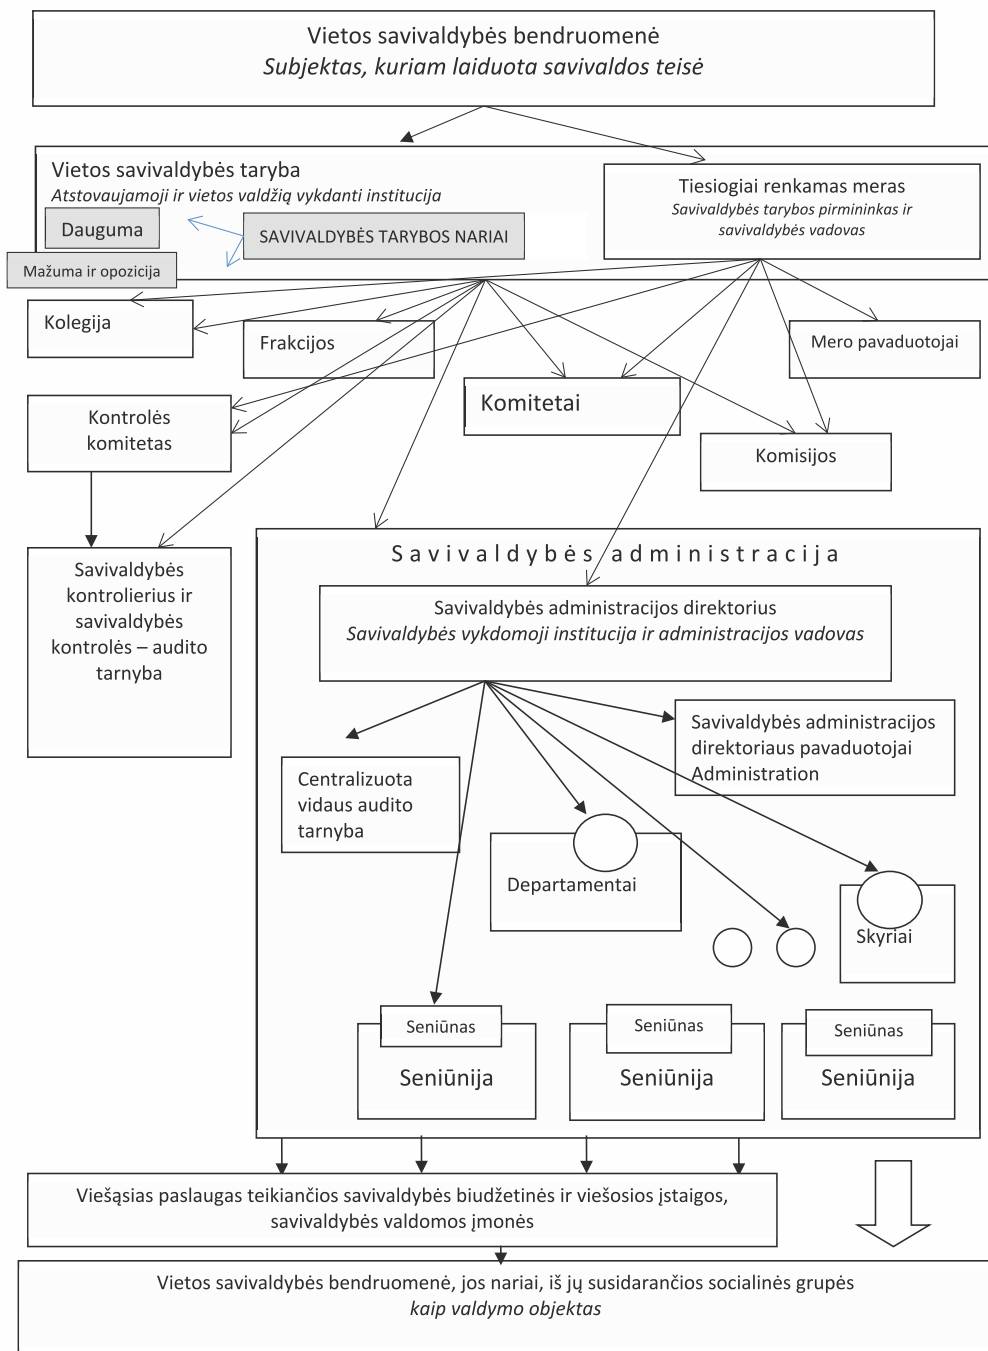 Vietos savivaldybės bendruomenė
Subjektas, kuriam laiduota savivaldos teisė
Vietos savivaldybės taryba
Atstovaujamoji ir vietos valdžią vykdanti institucija
Tiesiogiai renkamas meras
Savivaldybės tarybos pirmininkas ir
savivaldybės vadovas
Dauguma
SAVIVALDYBĖS TARYBOS NARIAI
Mažuma ir opozicija
Kolegija
Frakcijos
Mero pavaduotojai
Komitetai
Kontrolės
komitetas
Komisijos
Savivaldybės
kontrolierius ir
savivaldybės
kontrolės – audito
tarnyba
Savivaldybės administracija
Savivaldybės administracijos direktorius
Savivaldybės vykdomoji institucija ir administracijos vadovas
Savivaldybės administracijos
direktoriaus pavaduotojai
Administration
Centralizuota
vidaus audito
tarnyba
Departamentai
Skyriai
Seniūnas
Seniūnija
Seniūnas
Seniūnija
Seniūnas
Seniūnija
Viešąsias paslaugas teikiančios savivaldybės biudžetinės ir viešosios įstaigos,
savivaldybės valdomos įmonės
Vietos savivaldybės bendruomenė, jos nariai, iš jų susidarančios socialinės grupės
kaip valdymo objektas